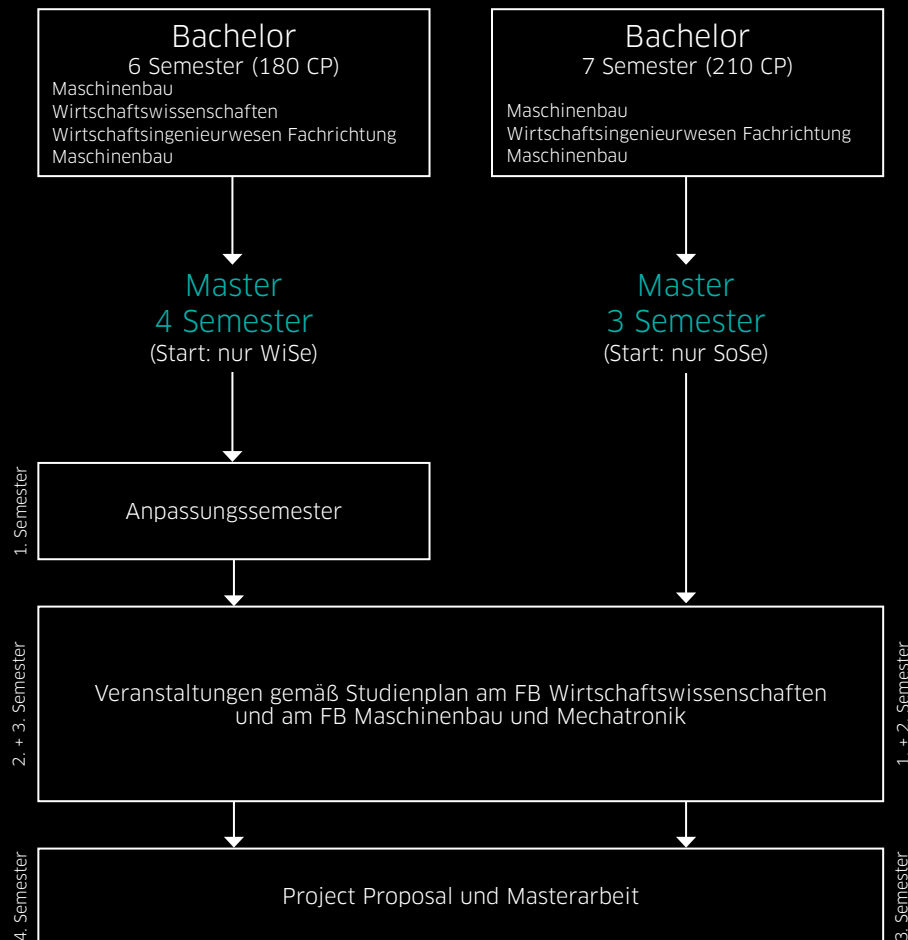 Bachelor
6 Semester (180 CP)
Maschinenbau
Wirtschaftswissenschaften
Wirtschaftsingenieurwesen Fachrichtung
Maschinenbau
Bachelor
7 Semester (210 CP)
Maschinenbau
Wirtschaftsingenieurwesen Fachrichtung
Maschinenbau
Master
4 Semester
(Start: nur WiSe)
Master
3 Semester
(Start: nur SoSe)
1. Semester
Anpassungssemester
2. + 3. Semester
Veranstaltungen gemäß Studienplan am FB Wirtschaftswissenschaften
und am FB Maschinenbau und Mechatronik
1. + 2. Semester
4. Semester
Project Proposal und Masterarbeit
3. Semester